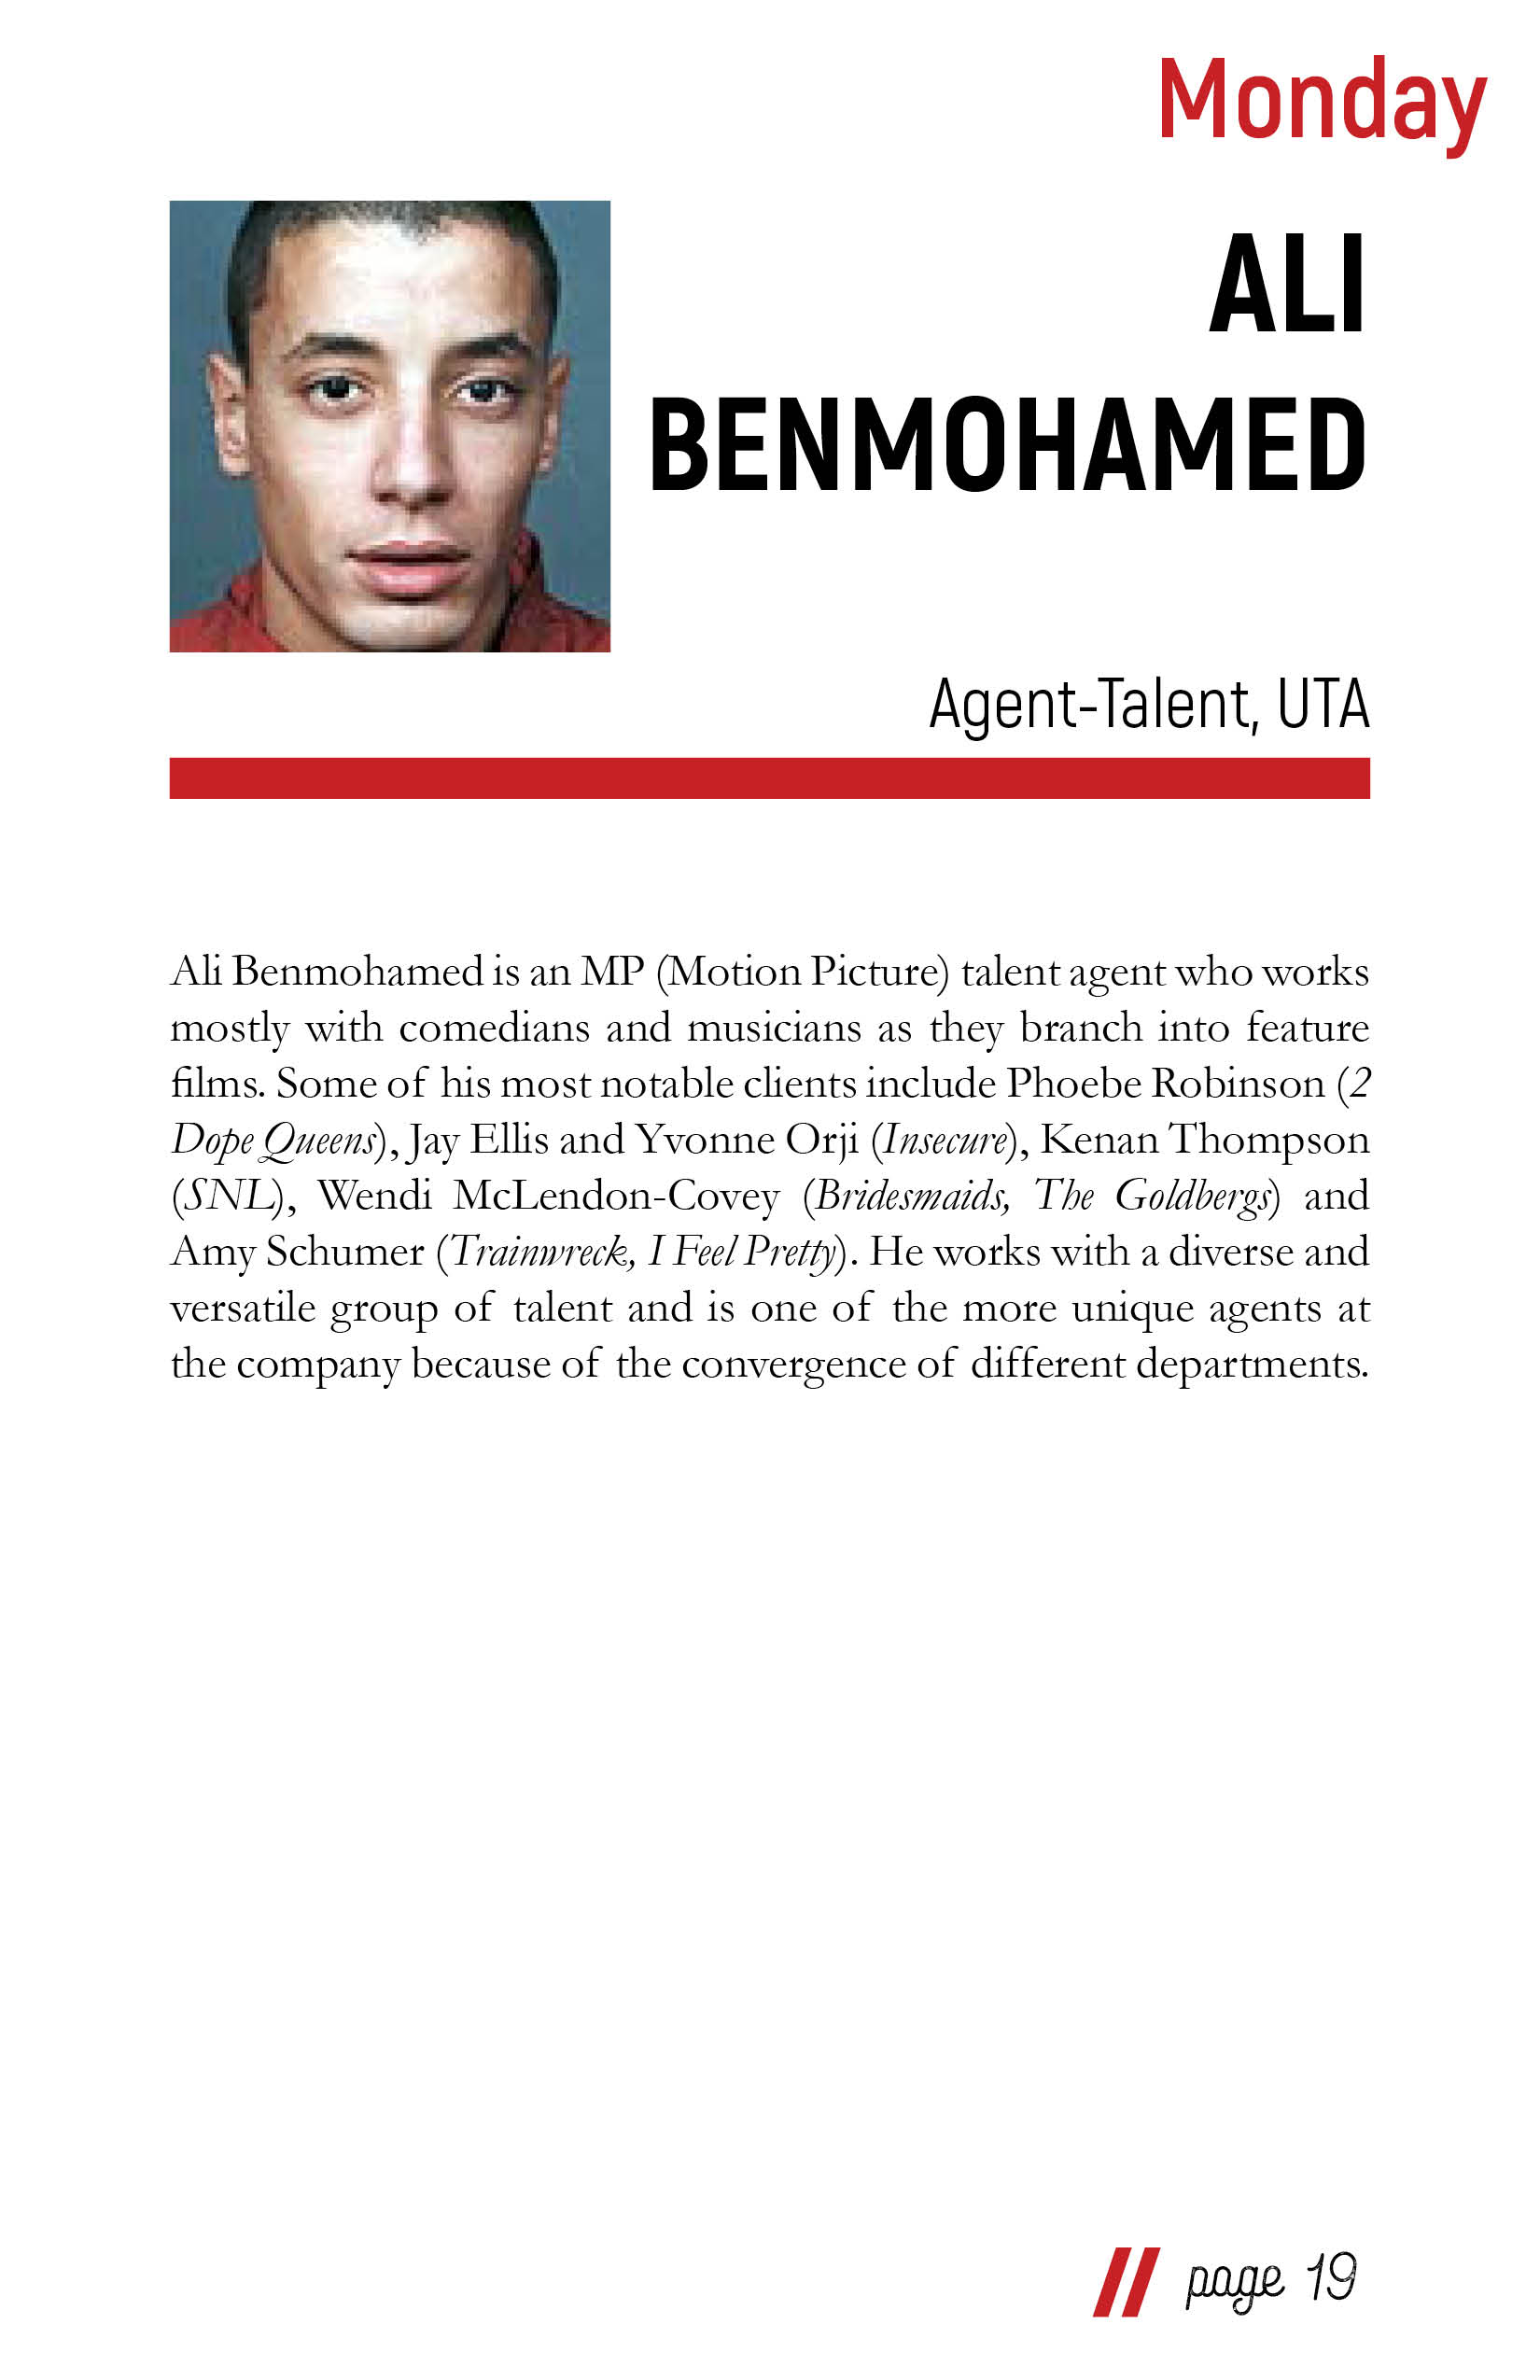 Monday
ALI
BENMOHAMED
Agent-Talent, UTA
Ali Benmohamed is an MP (Motion Picture) talent agent who works
mostly with comedians and musicians as they branch into feature
films. Some of his most notable clients include Phoebe Robinson (2
Dope Queens), Jay Ellis and Yvonne Orji (Insecure), Kenan Thompson
(SNL), Wendi McLendon-Covey (Bridesmaids, The Goldbergs) and
Amy Schumer (Trainwreck, I Feel Pretty). He works with a diverse and
versatile group of talent and is one of the more unique agents at
the company because of the convergence of different departments.
// page 19